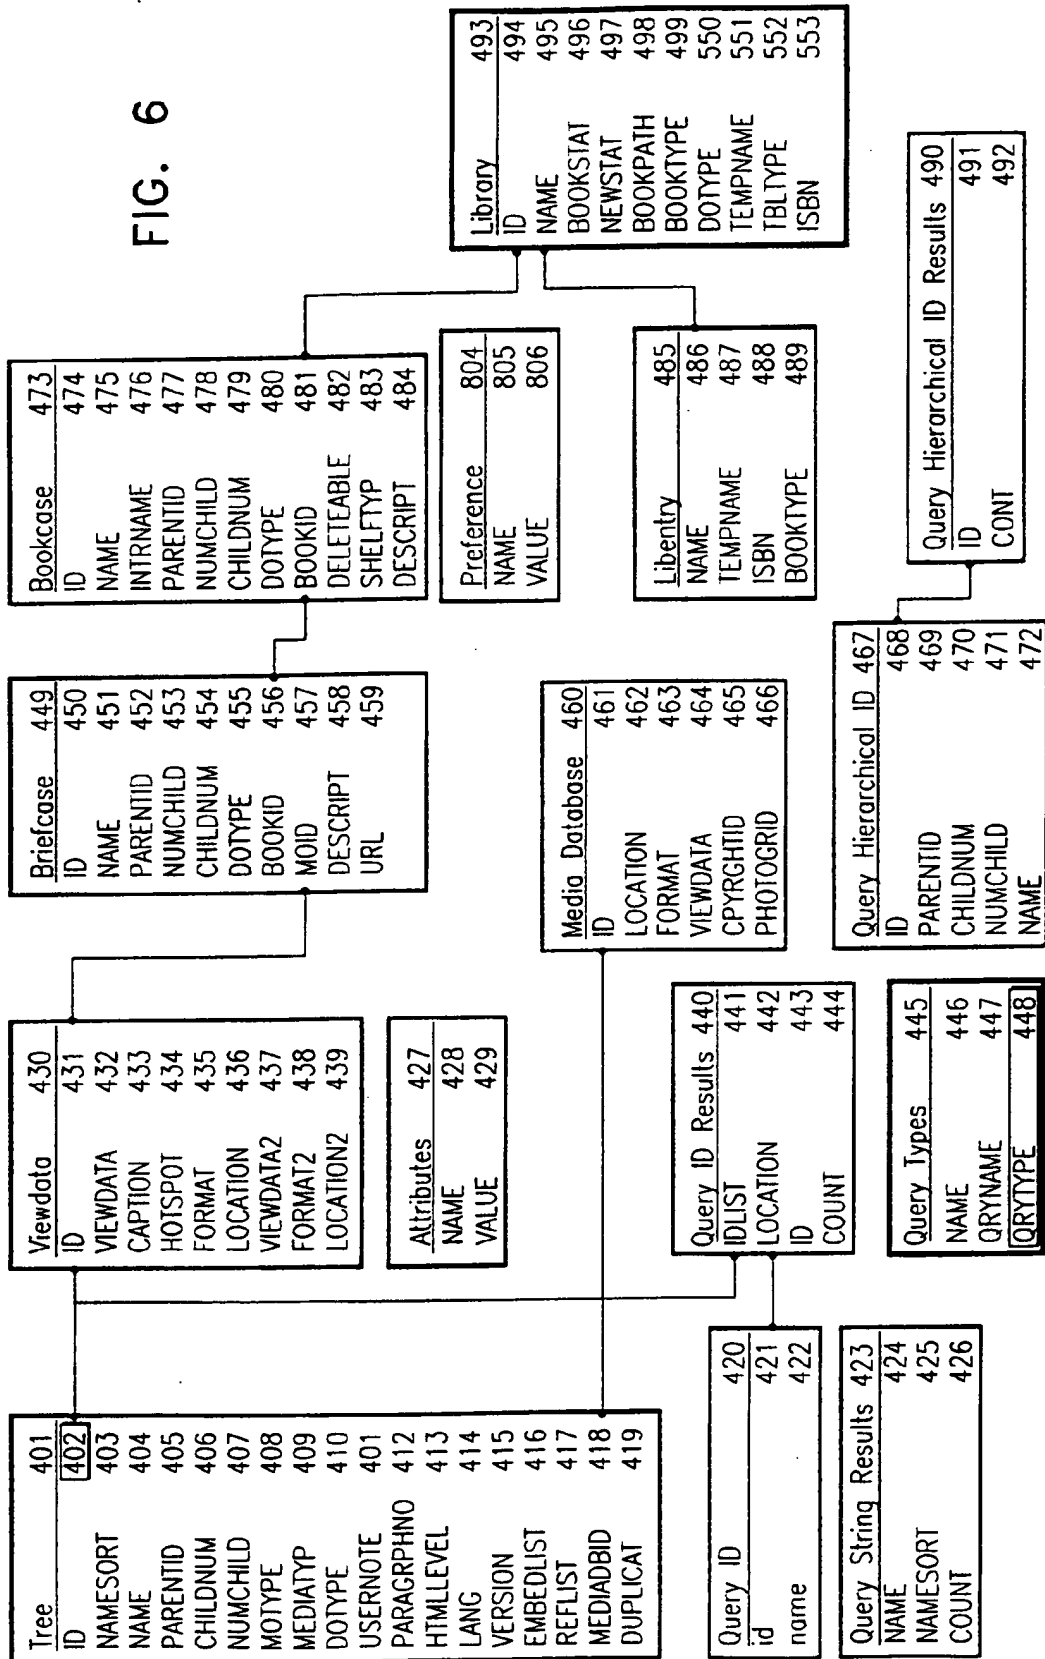 FIG. 6
Tree 401
ID 402
NAMESORT 403
NAME 404
PARENTID 405
CHILDNUM 406
NUMCHILD 407
MOTYPE 408
MEDIATYP 409
DOTYPE 410
USERNOTE 401
PARAGRPHNO 412
HTMLLEVEL 413
LANG 414
VERSION 415
EMBEDLIST 416
REFLIST 417
MEDIADBID 418
DUPLICAT 419
Query ID 420
id 421
name 422
Query String Results 423
NAME 424
NAMESORT 425
COUNT 426
Viewdata 430
ID 431
VIEWDATA 432
CAPTION 433
HOTSPOT 434
FORMAT 435
LOCATION 436
VIEWDATA2 437
FORMAT2 438
LOCATION2 439
Attributes 427
NAME 428
VALUE 429
Query ID Results 440
IDLIST 441
LOCATION 442
ID 443
COUNT 444
Query Types 445
NAME 446
QRYNAME 447
QRYTYPE 448
Briefcase 449
ID 450
NAME 451
PARENTID 452
NUMCHILD 453
CHILDNUM 454
DOTYPE 455
BOOKID 456
MOID 457
DESCRIPT 458
URL 459
Media Database 460
ID 461
LOCATION 462
FORMAT 463
VIEWDATA 464
CPYRGHTID 465
PHOTOGRID 466
Query Hierarchical ID 467
ID 468
PARENTID 469
CHILDNUM 470
NUMCHILD 471
NAME 472
Bookcase 473
ID 474
NAME 475
INTRNAME 476
PARENTID 477
NUMCHILD 478
CHILDNUM 479
DOTYPE 480
BOOKID 481
DELETEABLE 482
SHELFTYP 483
DESCRIPT 484
Preference 804
NAME 805
VALUE 806
Libentry 485
NAME 486
TEMPNAME 487
ISBN 488
BOOKTYPE 489
Query Hierarchical ID Results 490
ID 491
CONT 492
Library 493
ID 494
NAME 495
BOOKSTAT 496
NEWSTAT 497
BOOKPATH 498
BOOKTYPE 499
DOTYPE 550
TEMPNAME 551
TBLTYPE 552
ISBN 553